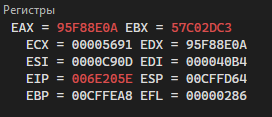 Регистры
EAX = 95F88E0A EBX = 57C02DC3
ECX = 00005691 EDX = 95F88E0A
ESI = 0000C90D EDI = 000040B4
EIP = 006E205E ESP = 00CFFD64
EBP = 00CFFEA8 EFL = 00000286